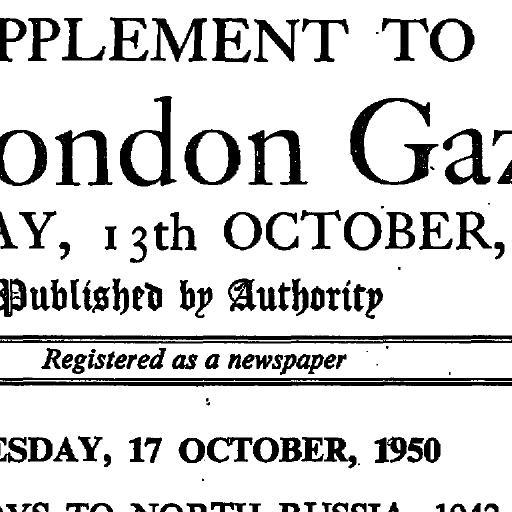 PPLEMENT TO
ondon Gaz
AY, 13th OCTOBER,
Published by Authority
Registered as a newspaper
ESDAY, 17 OCTOBER, 1950
OYS TO NORTH RUSSIA, 1942